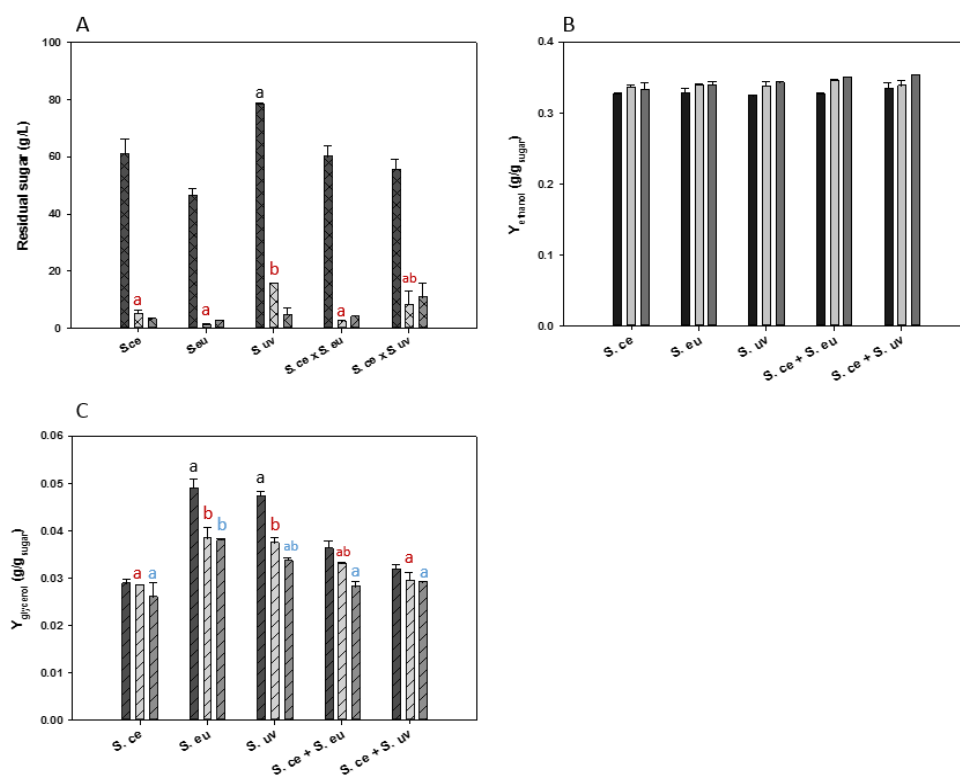 A
Residual sugar (g/L)
100
80
60
40
20
0
a
a
a
b
a
ab
S.ce
S.eu
S. uv
S. ce x S. eu
S. ce x S. uv
B
Y ethanol (g/g sugar)
0.4
0.3
0.2
0.1
0.0
S. ce
S. eu
S. uv
S. ce + S. eu
S. ce + S. uv
C
Y glycerol (g/g sugar)
0.06
0.05
0.04
0.03
0.02
0.01
0.00
a a
a b b
a b ab
ab a
a a
S. ce
S. eu
S. uv
S. ce + S. eu
S. ce + S. uv